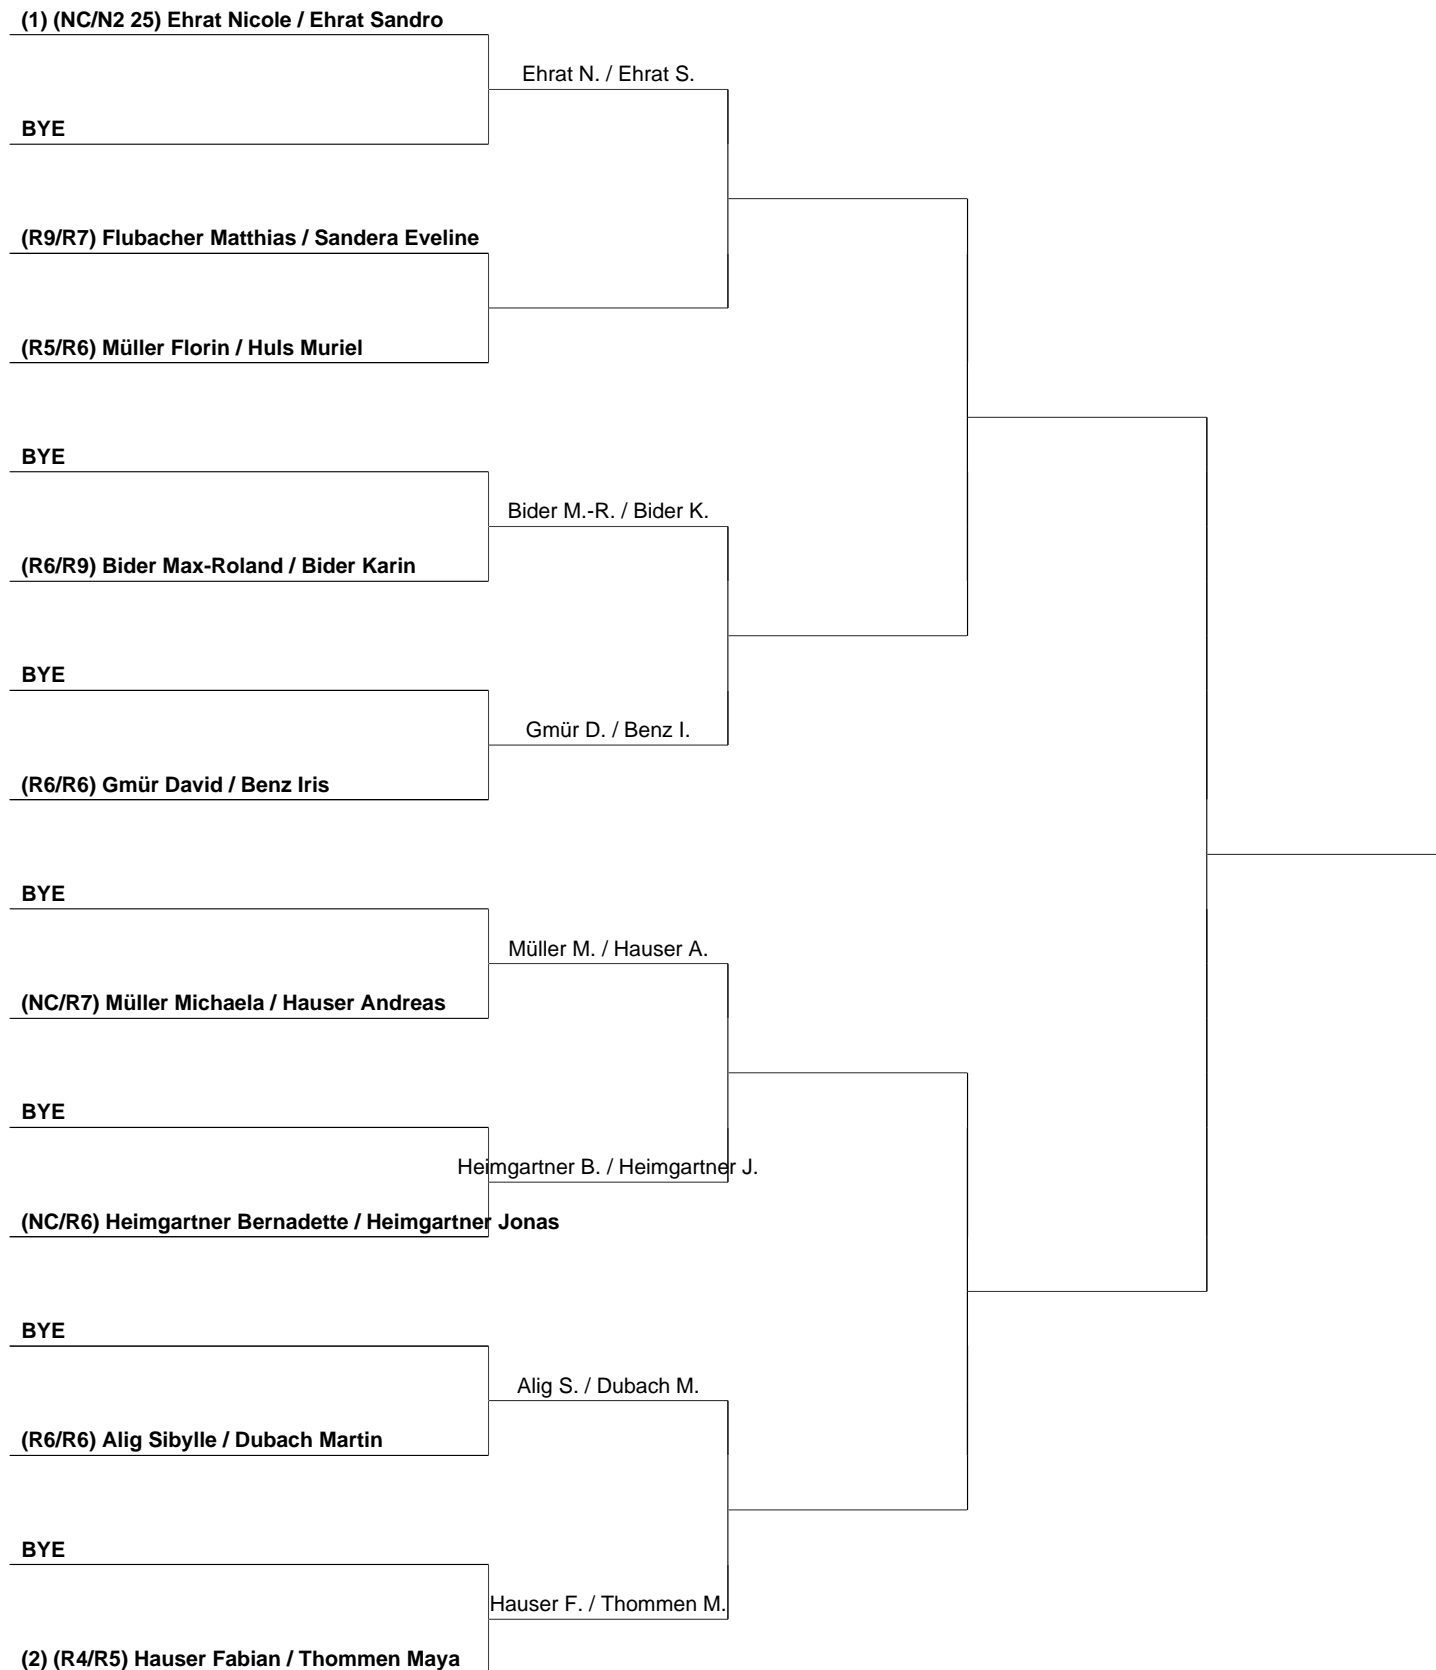 (1) (NC/N2 25) Ehrat Nicole / Ehrat Sandro
Ehrat N. / Ehrat S.
BYE
(R9/R7) Flubacher Matthias / Sandera Eveline
(R5/R6) Müller Florin / Huls Muriel
BYE
Bider M.-R. / Bider K.
(R6/R9) Bider Max-Roland / Bider Karin
BYE
Gmür D. / Benz I.
(R6/R6) Gmür David / Benz Iris
BYE
Müller M. / Hauser A.
(NC/R7) Müller Michaela / Hauser Andreas
BYE
Heimgartner B. / Heimgartner J.
(NC/R6) Heimgartner Bernadette / Heimgartner Jonas
BYE
Alig S. / Dubach M.
(R6/R6) Alig Sibylle / Dubach Martin
BYE
Hauser F. / Thommen M.
(2) (R4/R5) Hauser Fabian / Thommen Maya